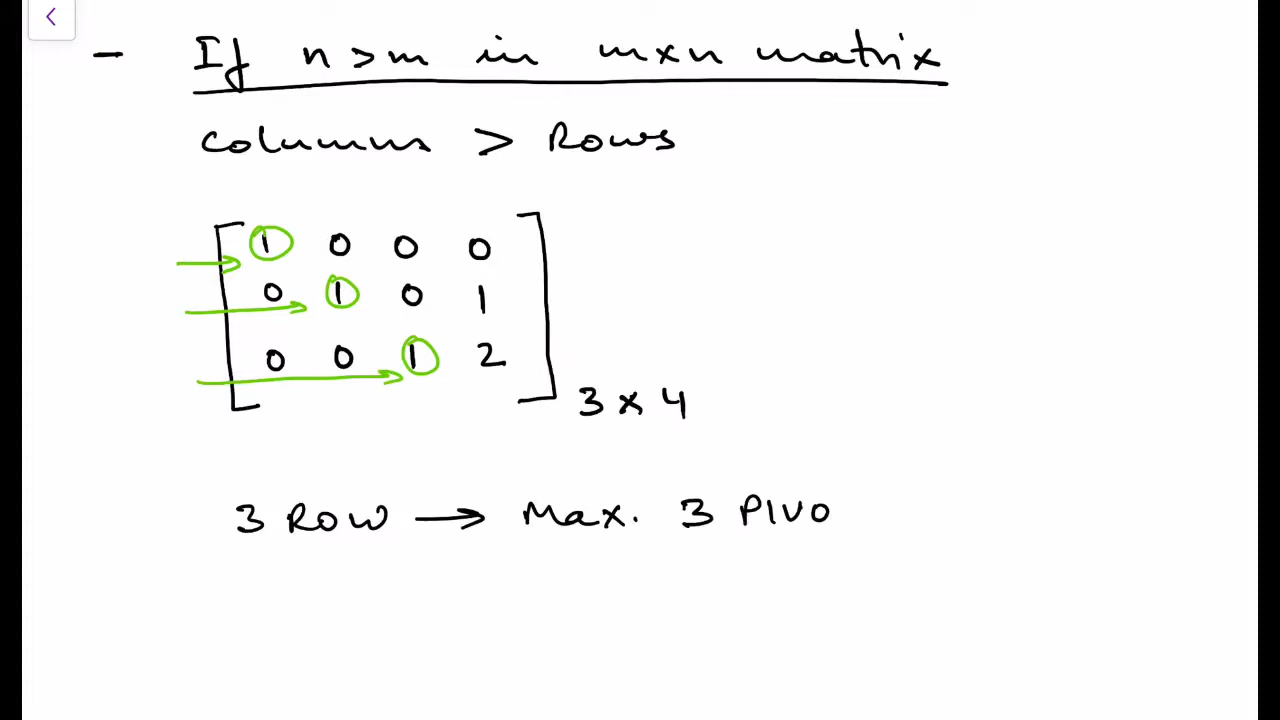 - If n > m in m x n matrix
columns > Rows
1 0 0 0
0 1 0 1
0 0 1 2
3 x 4
3 Row → Max. 3 Pivo